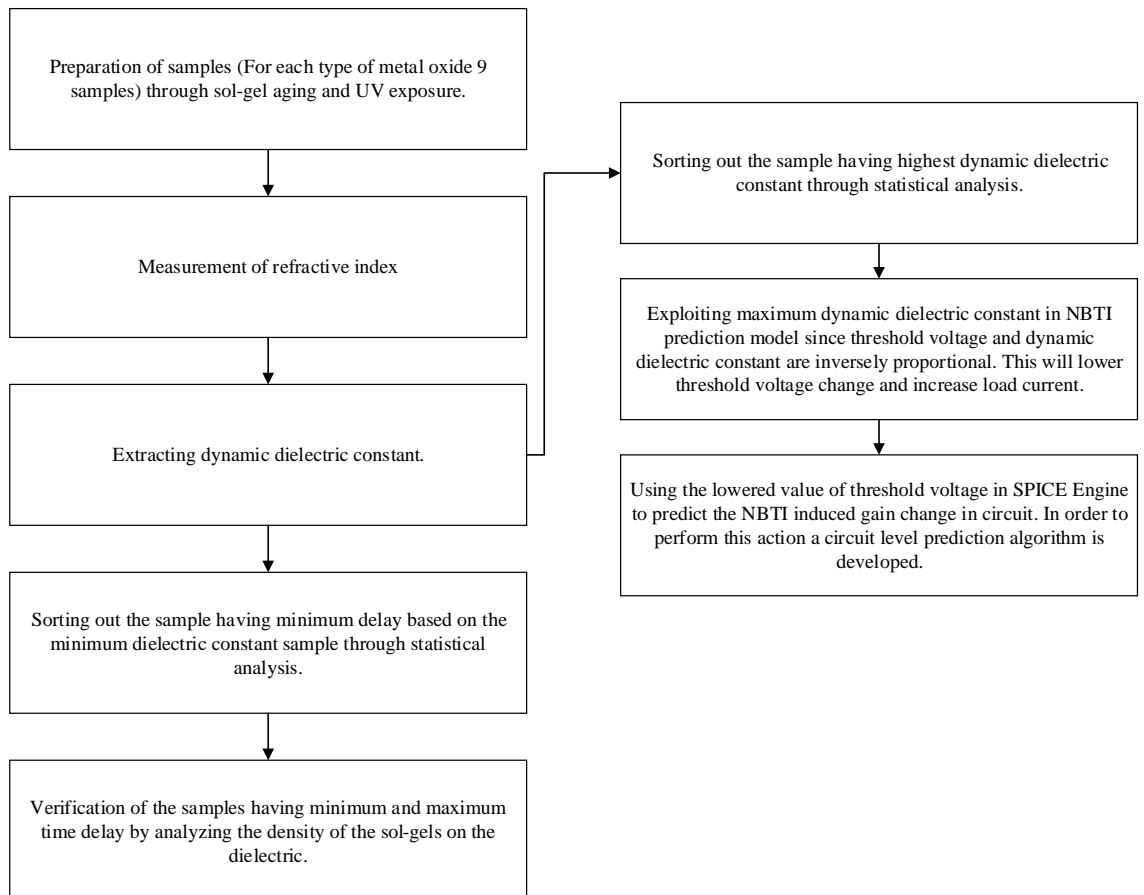 Preparation of samples (For each type of metal oxide 9
samples) through sol-gel aging and UV exposure.
Measurement of refractive index
Extracting dynamic dielectric constant.
Sorting out the sample having minimum delay based on the
minimum dielectric constant sample through statistical
analysis.
Verification of the samples having minimum and maximum
time delay by analyzing the density of the sol-gels on the
dielectric.
Sorting out the sample having highest dynamic dielectric
constant through statistical analysis.
Exploiting maximum dynamic dielectric constant in NBTI
prediction model since threshold voltage and dynamic
dielectric constant are inversely proportional. This will lower
threshold voltage change and increase load current.
Using the lowered value of threshold voltage in SPICE Engine
to predict the NBTI induced gain change in circuit. In order to
perform this action a circuit level prediction algorithm is
developed.